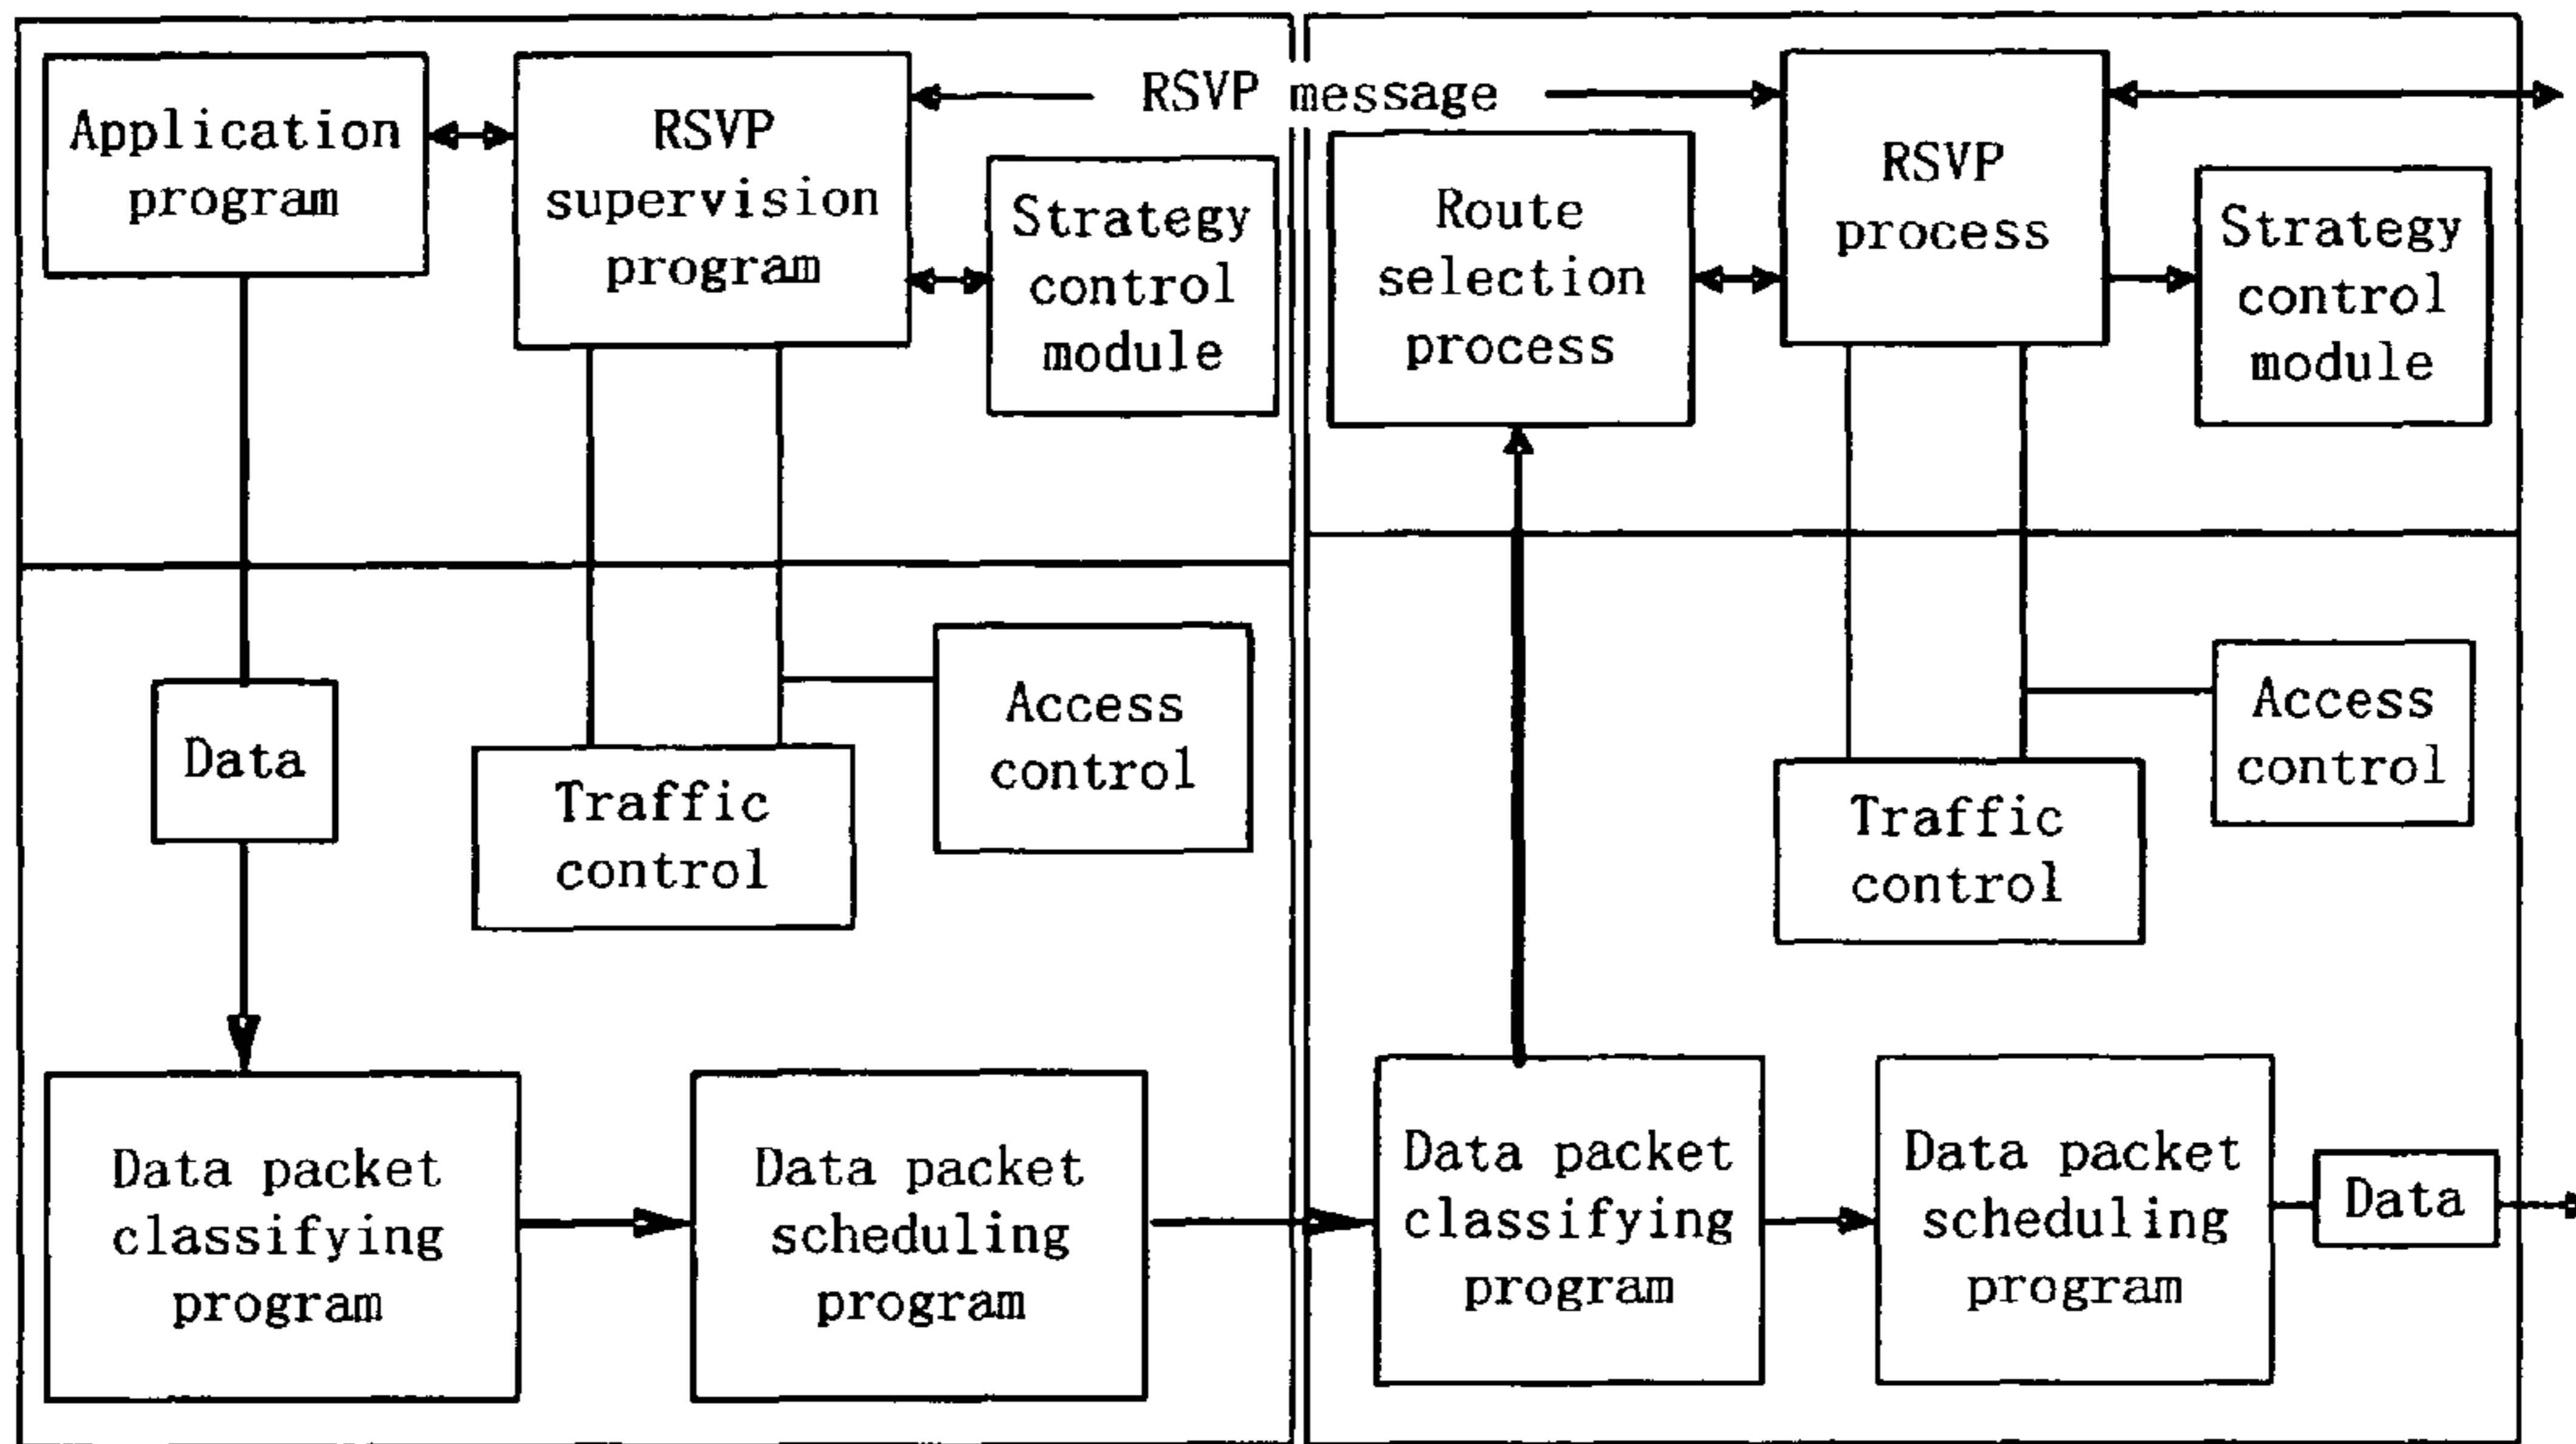 Application
program
RSVP
supervision
program
Strategy
control
module
RSVP message
Route
selection
process
RSVP
process
Strategy
control
module
Data
Traffic
control
Access
control
Traffic
control
Access
control
Data packet
classifying
program
Data packet
scheduling
program
Data packet
classifying
program
Data packet
scheduling
program
Data